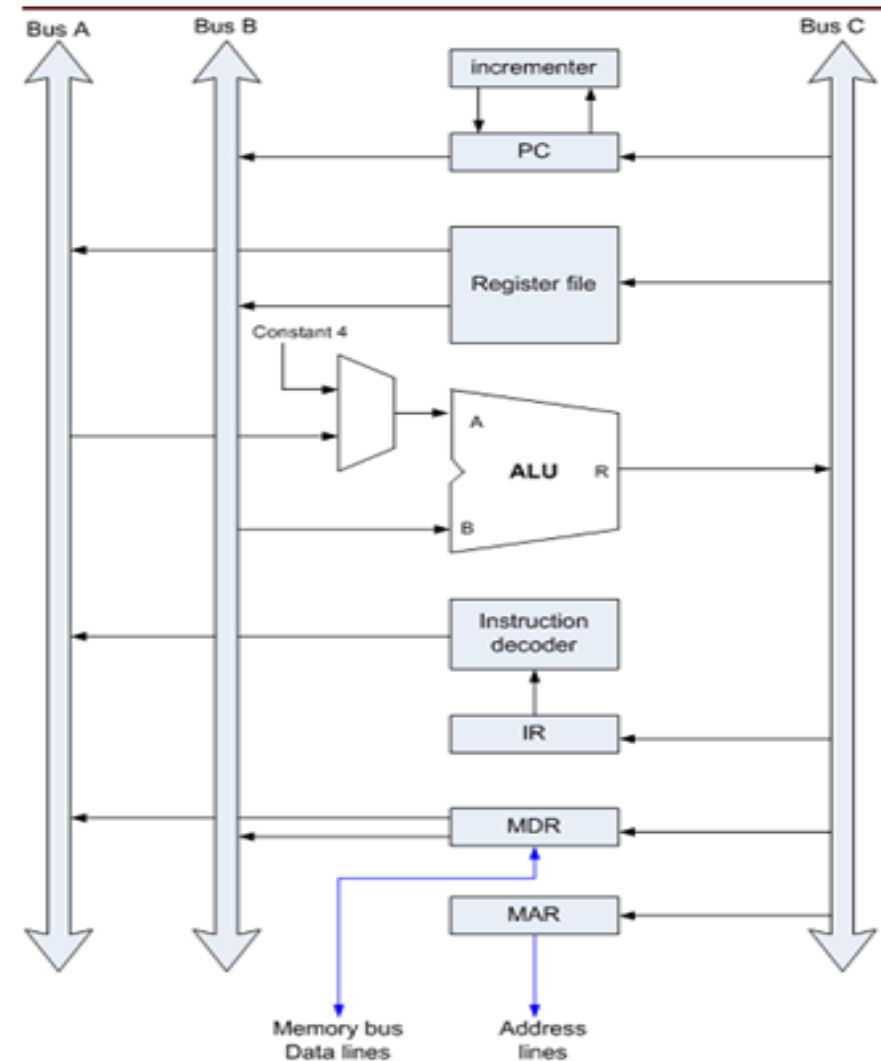 Bus A
Bus B
Bus C
incrementer
PC
Register file
Constant 4
A
ALU
R
B
Instruction
decoder
IR
MDR
MAR
Memory bus
Data lines
Address
lines